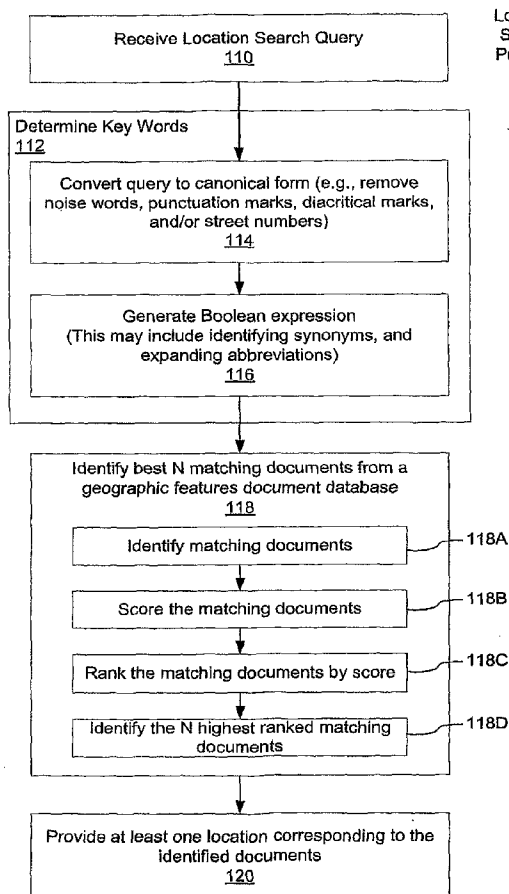 Receive Location Search Query
110
Determine Key Words
112
Convert query to canonical form (e.g., remove
noise words, punctuation marks, diacritical marks,
and/or street numbers)
114
Generate Boolean expression
(This may include identifying synonyms, and
expanding abbreviations)
116
Identify best N matching documents from a
geographic features document database
118
Identify matching documents
118A
Score the matching documents
118B
Rank the matching documents by score
118C
Identify the N highest ranked matching
documents
118D
Provide at least one location corresponding to the
identified documents
120